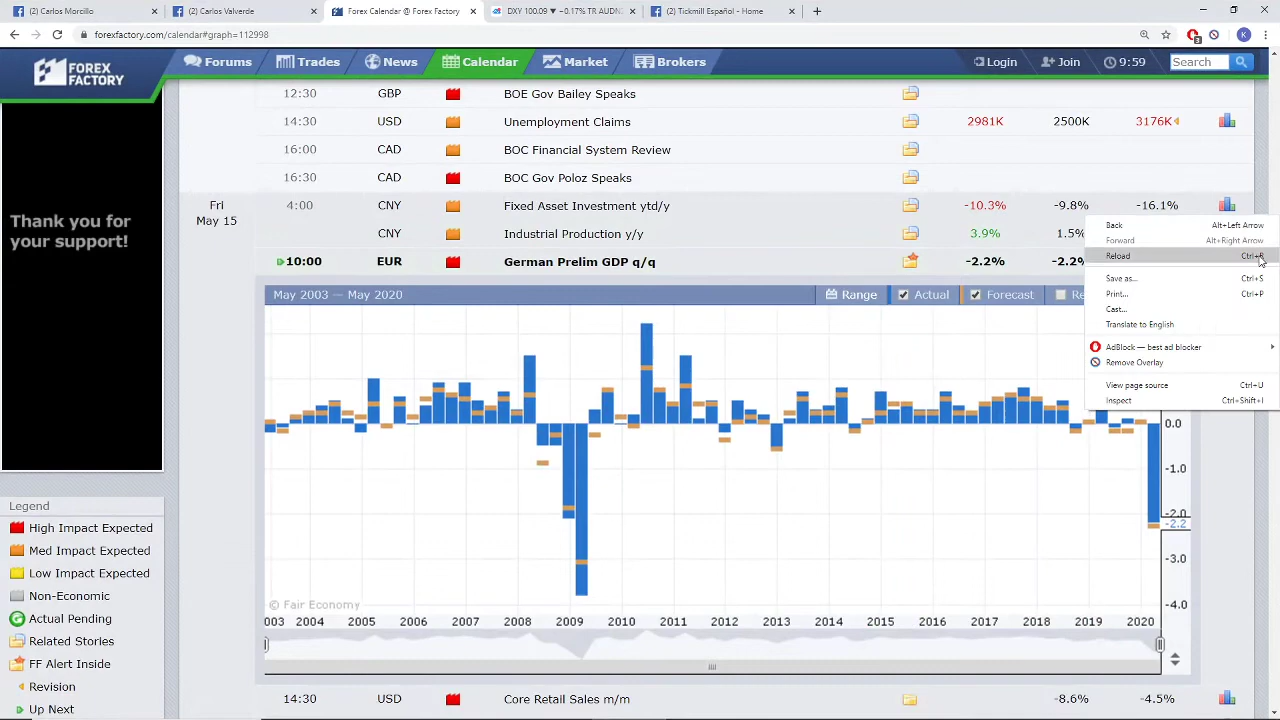 (2) Carlos Morcillo
(2) Carlos Valverde
Forex Calendar @ Forex Factory
DXY 100.09 ▼ −0.17% TR AUDN
(2) Tickmill Español - Home
forexfactory.com/calendar#graph=112998
3
K
FOREX
FACTORY
Forums
Trades
News
Calendar
Market
Brokers
Login
Join
9:59
Search
12:30 GBP BOE Gov Bailey Speaks
14:30 USD Unemployment Claims 2981K 2500K 3176K
16:00 CAD BOC Financial System Review
16:30 CAD BOC Gov Poloz Speaks
Fri
May 15
4:00 CNY Fixed Asset Investment ytd/y -10.3% -9.8% -16.1%
CNY Industrial Production y/y 3.9% 1.5%
10:00 EUR German Prelim GDP q/q -2.2% -2.2%
Thank you for
your support!
Back Alt+Left Arrow
Forward Alt+Right Arrow
Reload Ctrl+R
Save as... Ctrl+S
Print... Ctrl+P
Cast...
Translate to English
AdBlock — best ad blocker
Remove Overlay
View page source Ctrl+U
Inspect Ctrl+Shift+I
May 2003 — May 2020
Range
Actual
Forecast
Re
0.0
-1.0
-2.0
-2.2
-3.0
-4.0
© Fair Economy
003 2004 2005 2006 2007 2008 2009 2010 2011 2012 2013 2014 2015 2016 2017 2018 2019 2020
Legend
High Impact Expected
Med Impact Expected
Low Impact Expected
Non-Economic
Actual Pending
Related Stories
FF Alert Inside
Revision
Up Next
14:30 USD Core Retail Sales m/m -8.6% -4.5%